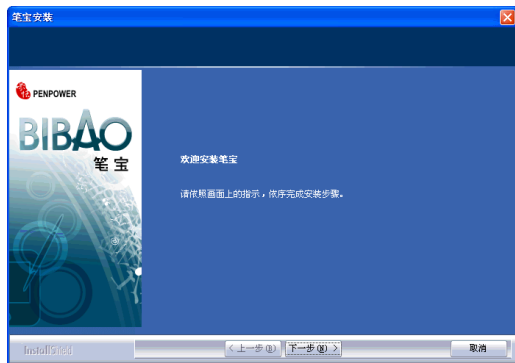 笔宝安装
PENPOWER
BIBAO
笔宝
欢迎安装笔宝
请依照画面上的指示，依序完成安装步骤。
InstallShield
< 上一步(B)
下一步(N) >
取消